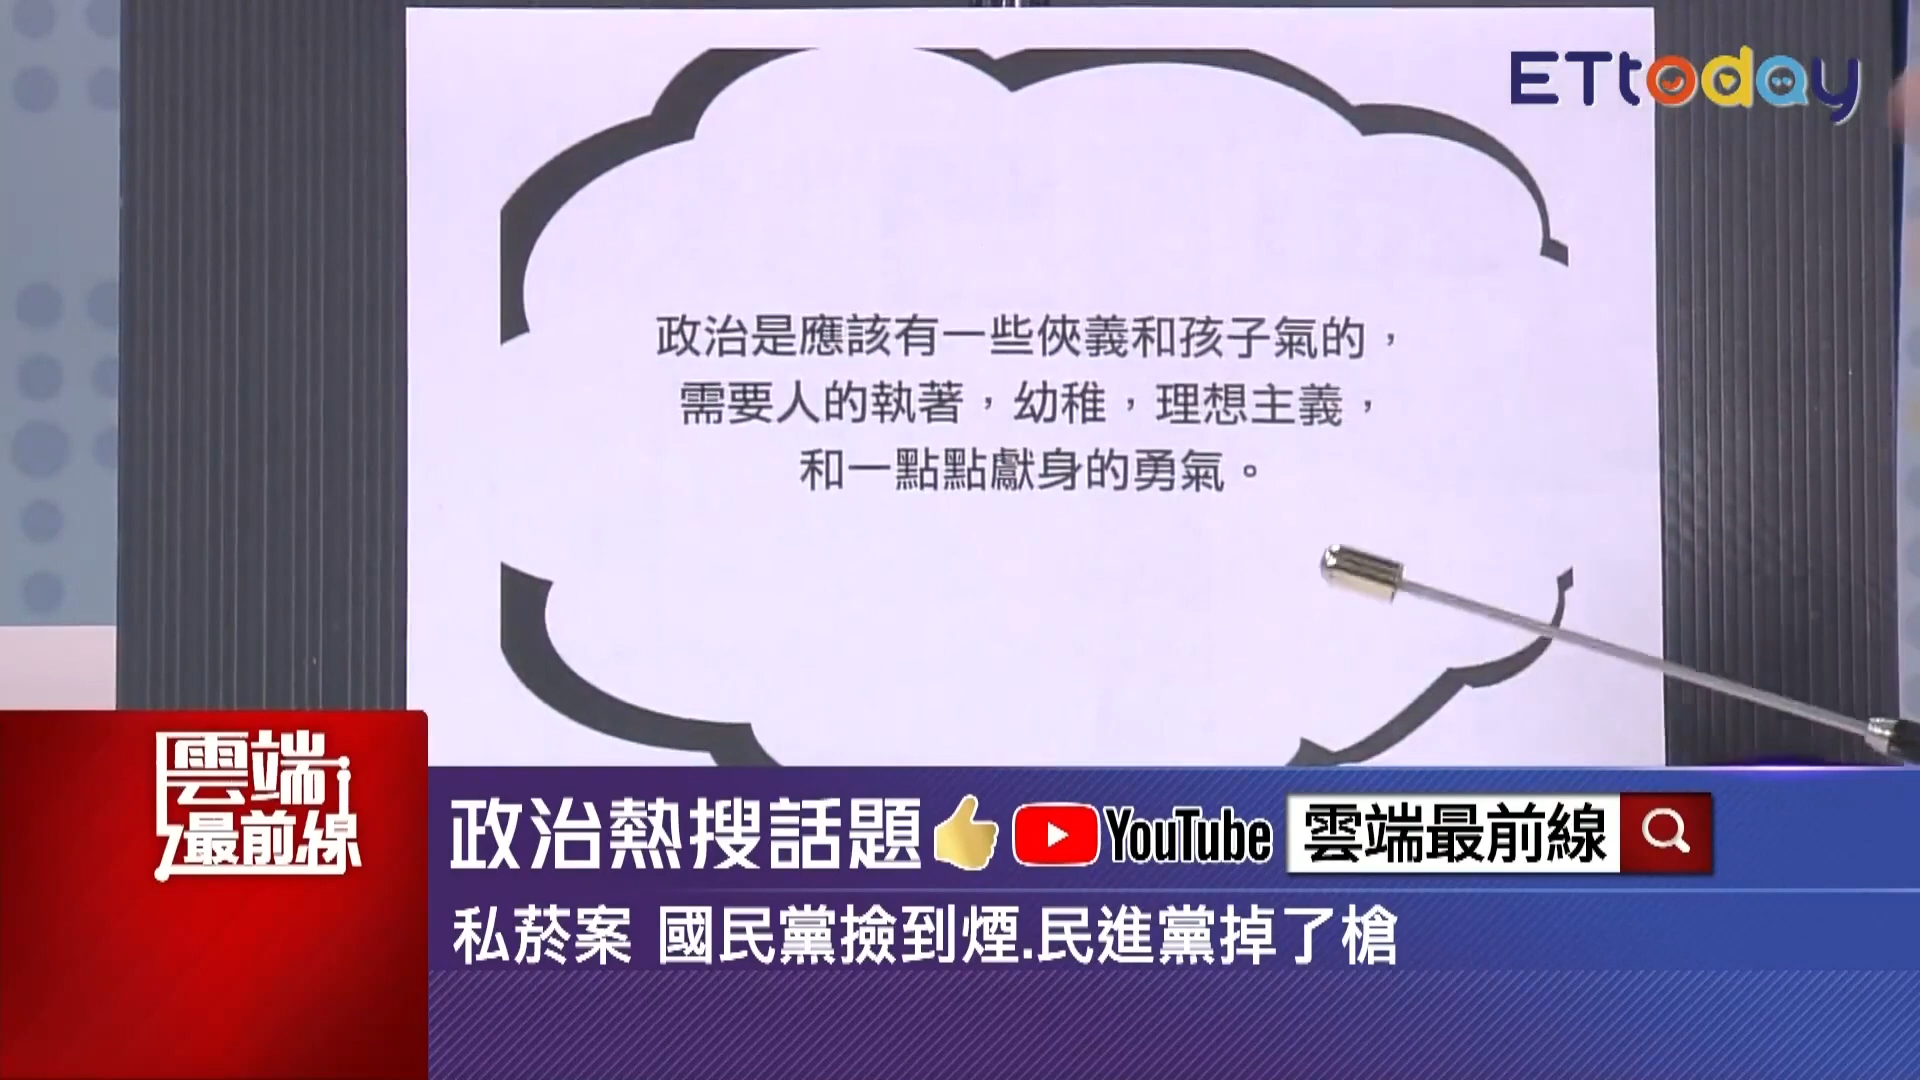 ETtoday
政治是應該有一些俠義和孩子氣的，
需要人的執著，幼稚，理想主義，
和一點點獻身的勇氣。
雲端
最前線
政治熱搜話題 YouTube 雲端最前線
私菸案 國民黨撿到煙.民進黨掉了槍